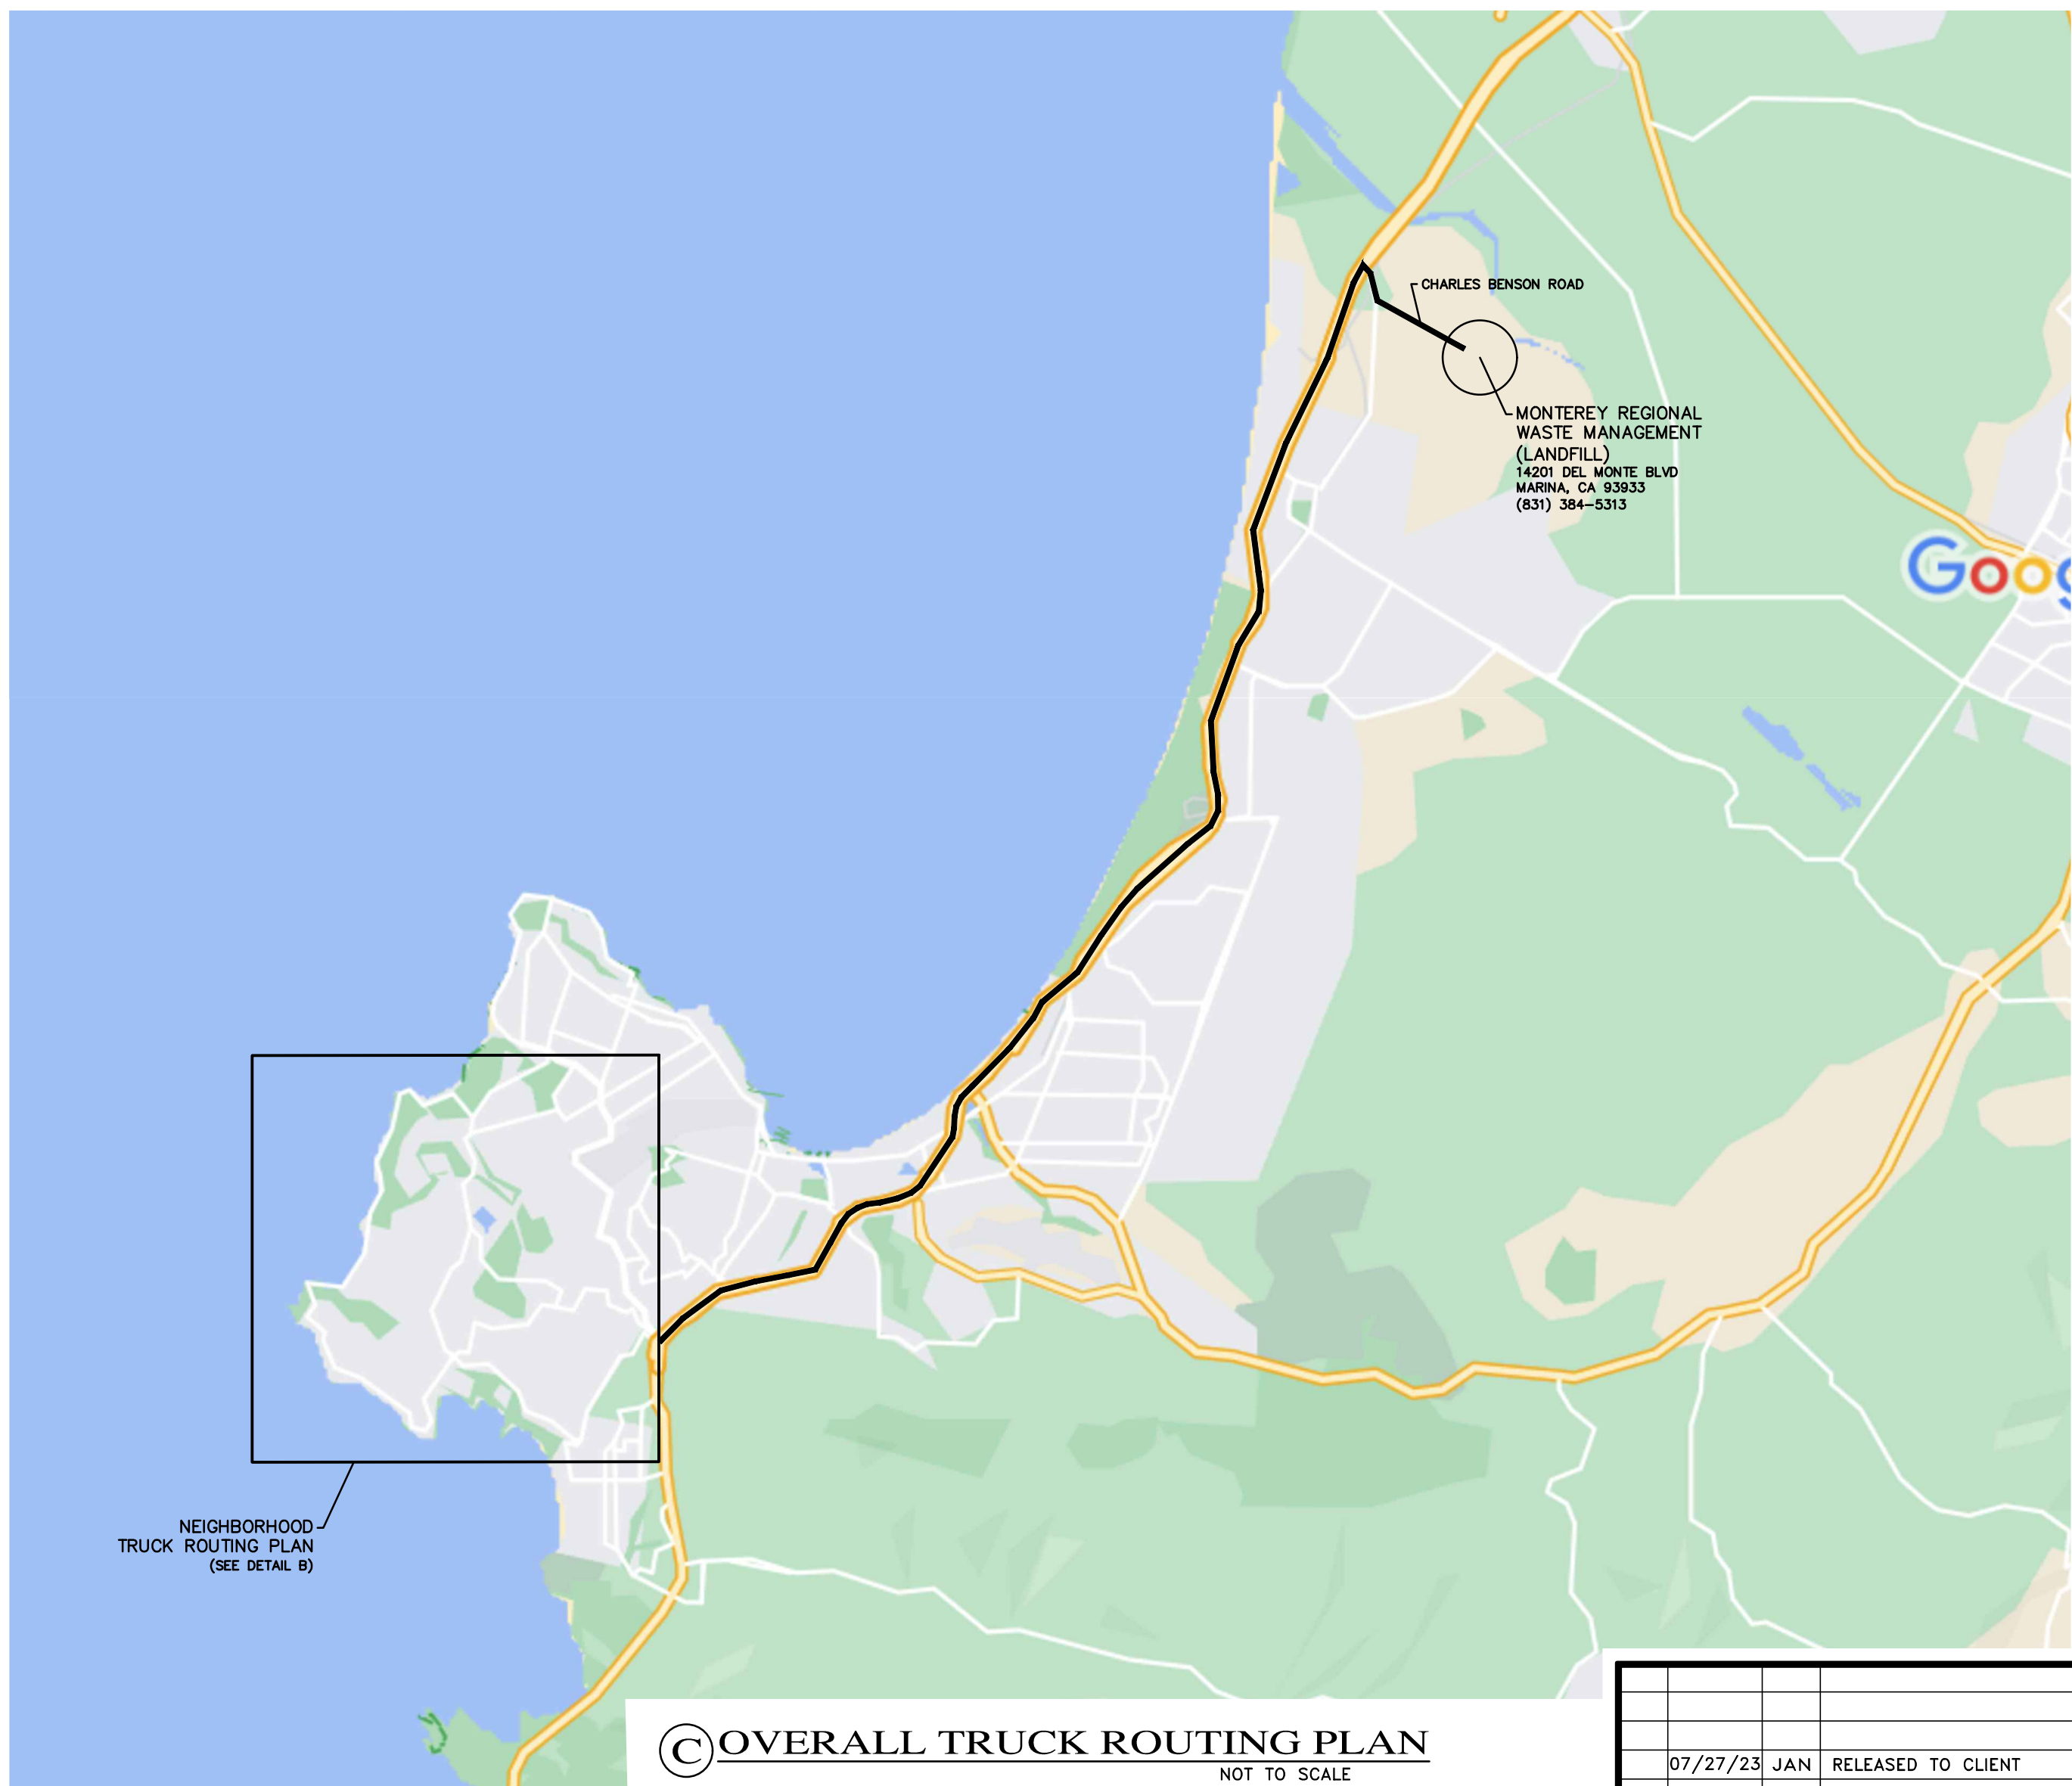 CHARLES BENSON ROAD
MONTEREY REGIONAL
WASTE MANAGEMENT
(LANDFILL)
14201 DEL MONTE BLVD
MARINA, CA 93933
(831) 384-5313
Goog
NEIGHBORHOOD
TRUCK ROUTING PLAN
(SEE DETAIL B)
C OVERALL TRUCK ROUTING PLAN
NOT TO SCALE
07/27/23 JAN RELEASED TO CLIENT